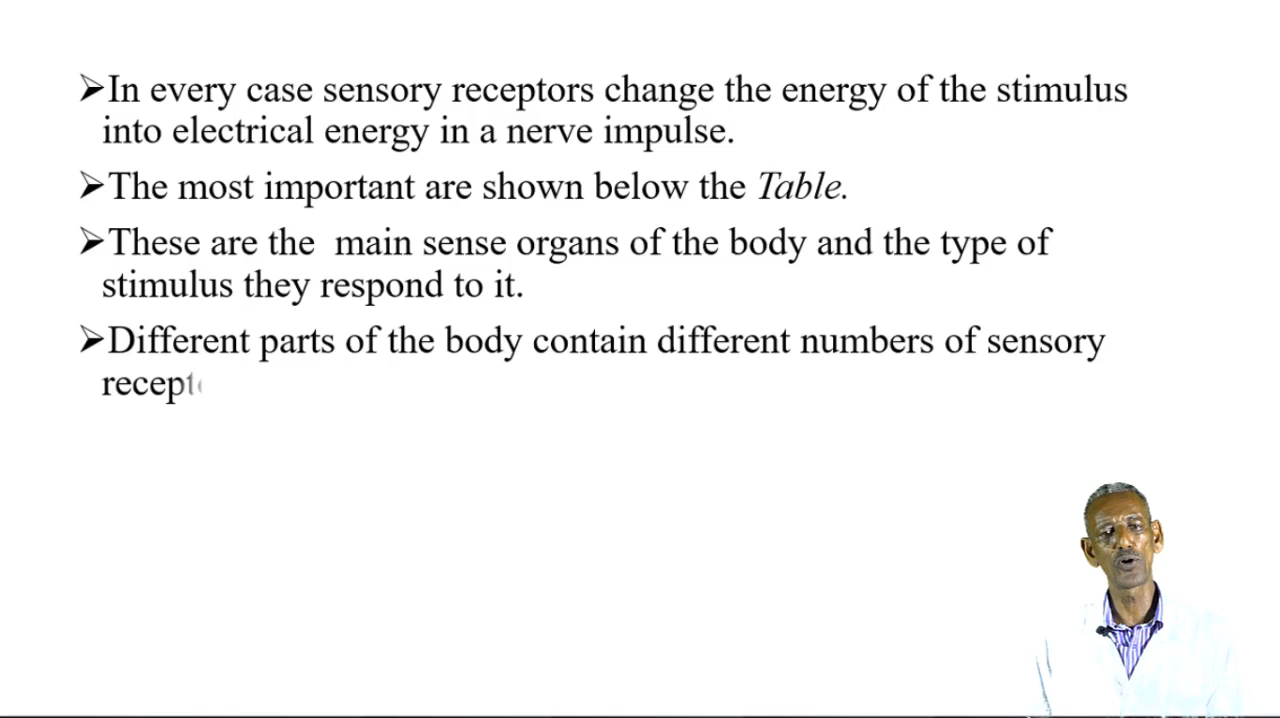 ➢In every case sensory receptors change the energy of the stimulus
into electrical energy in a nerve impulse.
➢The most important are shown below the Table.
➢These are the  main sense organs of the body and the type of
stimulus they respond to it.
➢Different parts of the body contain different numbers of sensory
recept